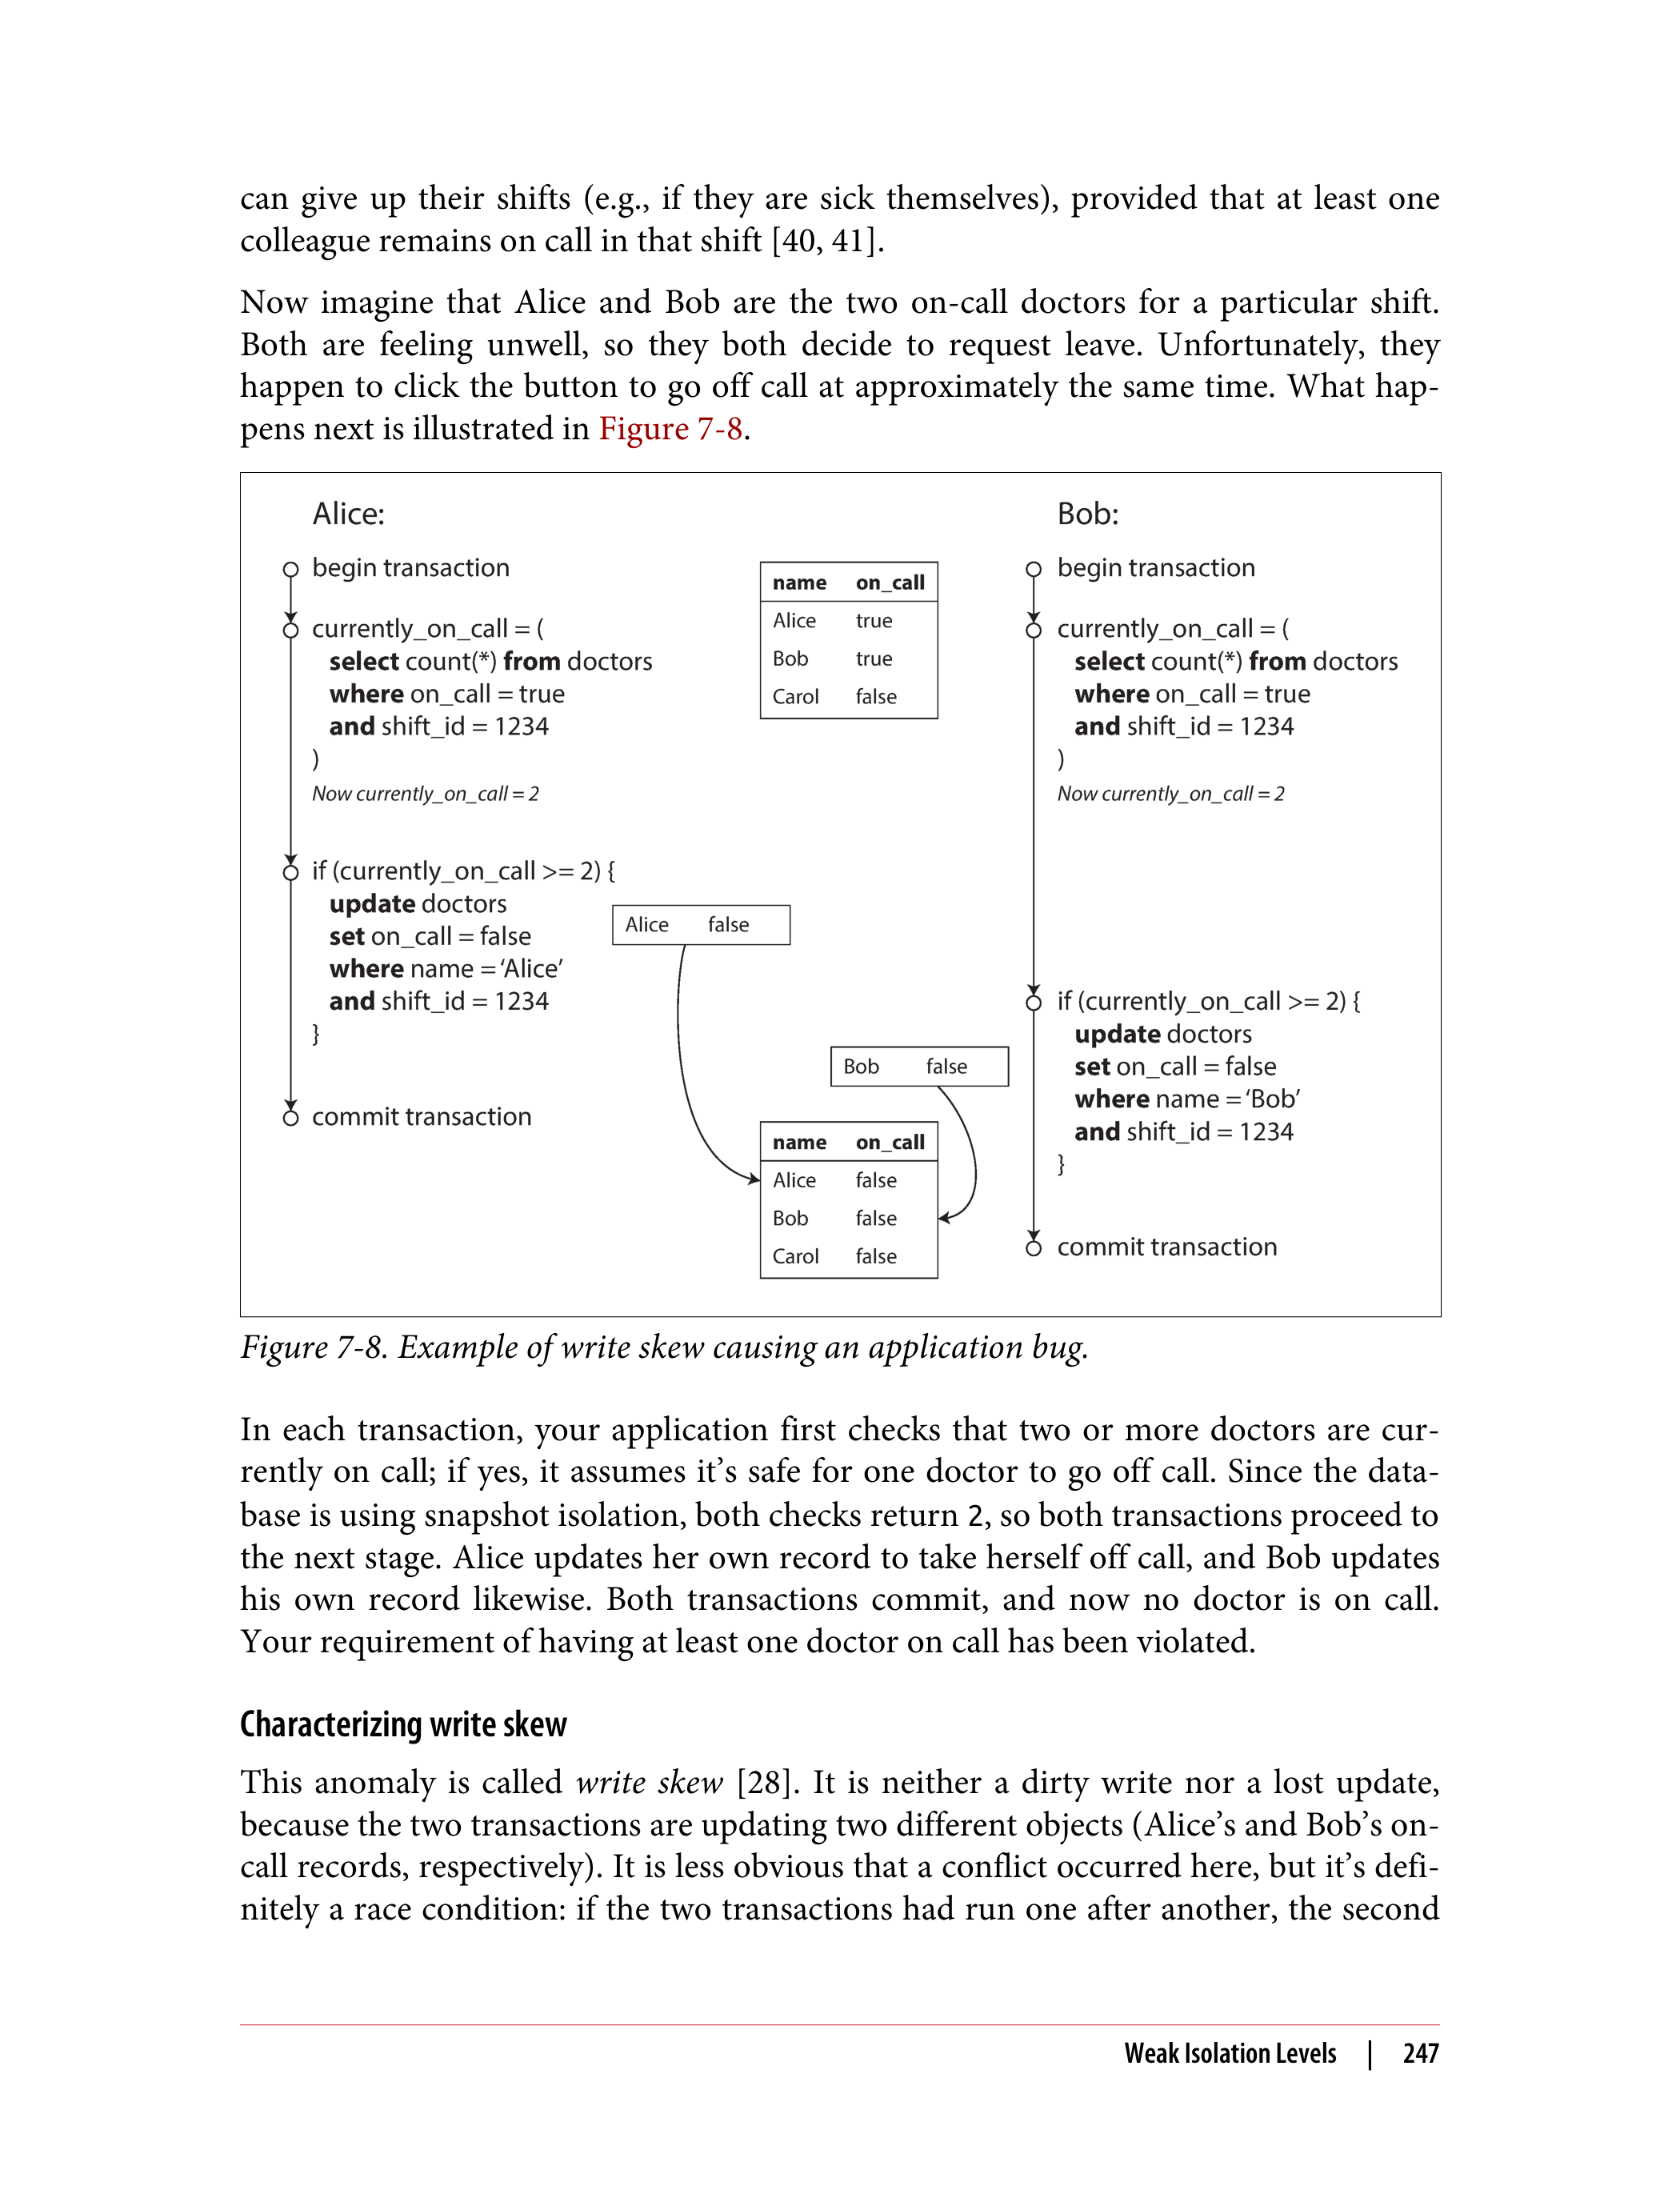 can give up their shifts (e.g., if they are sick themselves), provided that at least one
colleague remains on call in that shift [40, 41].
Now imagine that Alice and Bob are the two on-call doctors for a particular shift.
Both are feeling unwell, so they both decide to request leave. Unfortunately, they
happen to click the button to go off call at approximately the same time. What hap-
pens next is illustrated in Figure 7-8.
Alice:
begin transaction
currently_on_call = (
select count(*) from doctors
where on_call = true
and shift_id = 1234
)
Now currently_on_call = 2
if (currently_on_call >= 2) {
update doctors
set on_call = false
where name = ‘Alice’
and shift_id = 1234
}
commit transaction
name on_call
Alice true
Bob true
Carol false
Alice false
Bob false
name on_call
Alice false
Bob false
Carol false
Bob:
begin transaction
currently_on_call = (
select count(*) from doctors
where on_call = true
and shift_id = 1234
)
Now currently_on_call = 2
if (currently_on_call >= 2) {
update doctors
set on_call = false
where name = ‘Bob’
and shift_id = 1234
}
commit transaction
Figure 7-8. Example of write skew causing an application bug.
In each transaction, your application first checks that two or more doctors are cur-
rently on call; if yes, it assumes it’s safe for one doctor to go off call. Since the data-
base is using snapshot isolation, both checks return 2, so both transactions proceed to
the next stage. Alice updates her own record to take herself off call, and Bob updates
his own record likewise. Both transactions commit, and now no doctor is on call.
Your requirement of having at least one doctor on call has been violated.
Characterizing write skew
This anomaly is called write skew [28]. It is neither a dirty write nor a lost update,
because the two transactions are updating two different objects (Alice’s and Bob’s on-
call records, respectively). It is less obvious that a conflict occurred here, but it’s defi-
nitely a race condition: if the two transactions had run one after another, the second
Weak Isolation Levels | 247